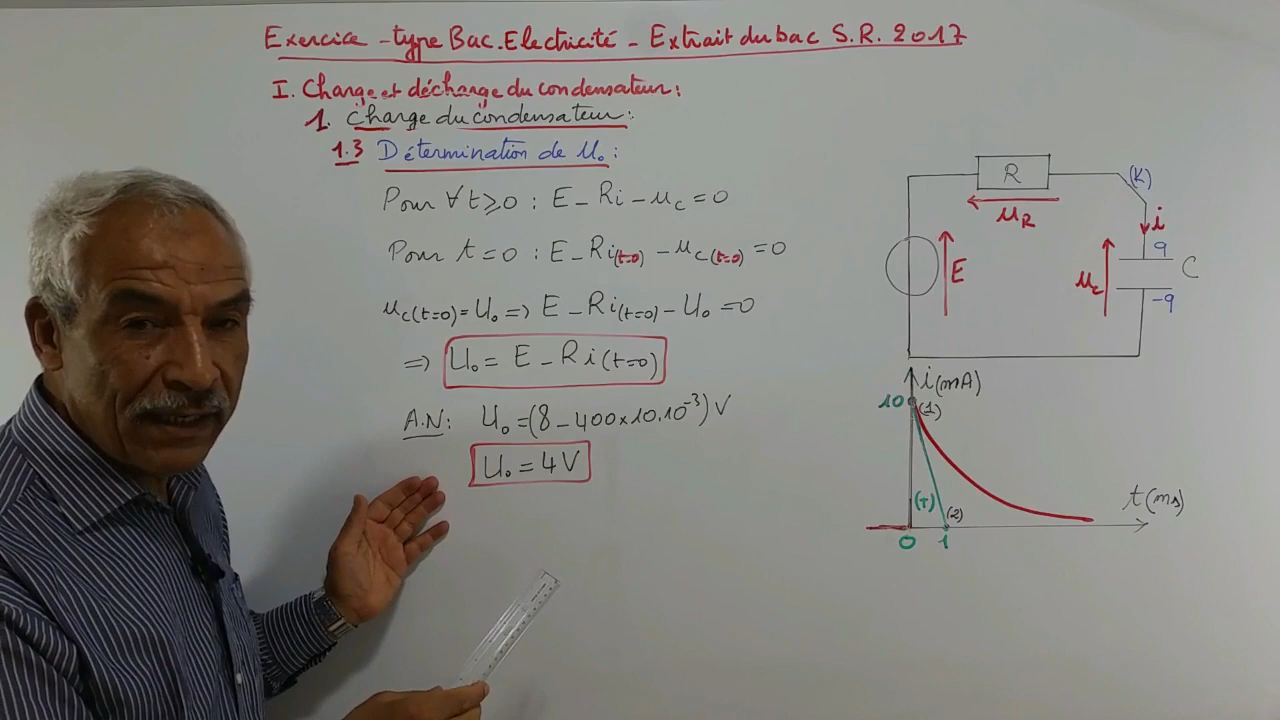 Exercice - type Bac. Electricité - Extrait du bac S.R. 2017
I. Charge et décharge du condensateur :
1. Charge du condensateur :
1.3 Détermination de U₀ :
Pour ∀ t ⩾ 0 : E - Ri - u_c = 0
Pour t = 0 : E - Ri(t=0) - u_c(t=0) = 0
u_c(t=0) = U₀ => E - Ri(t=0) - U₀ = 0
=> U₀ = E - Ri(t=0)
A.N : U₀ = (8 - 400×10.10⁻³) V
U₀ = 4 V
R
(K)
u_R
i
q
E
u_c
C
-q
i(mA)
10
(1)
(T)
(2)
t(ms)
0
1